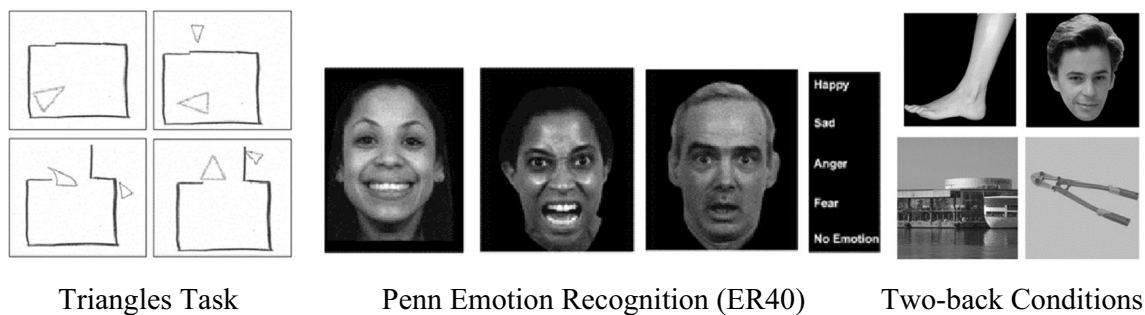 Happy
Sad
Anger
Fear
No Emotion
Triangles Task
Penn Emotion Recognition (ER40)
Two-back Conditions